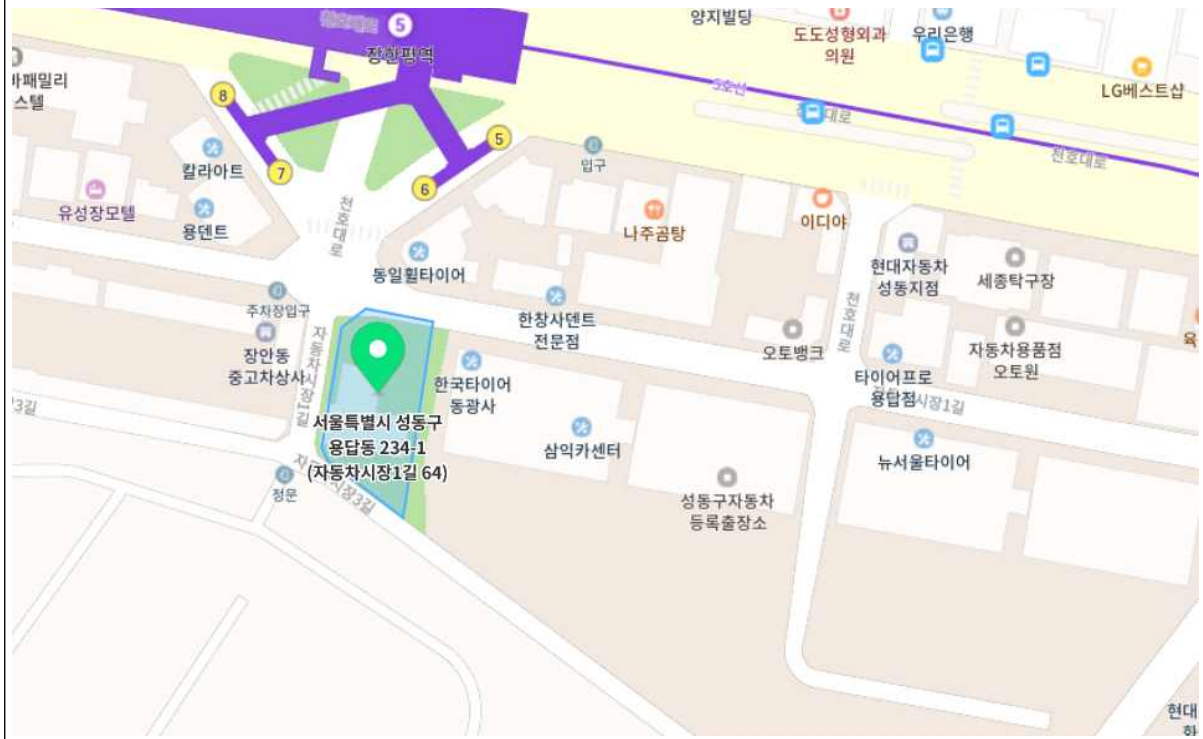 천호대로
5
장한평역
양지빌딩
도도성형외과
의원
우리은행
LG베스트샵
바패밀리
스텔
8
7
5
6
5호선
천호대로
천호대로
칼라아트
입구
유성장모텔
용덴트
나주곰탕
이디야
천호대로
동일휠타이어
현대자동차
성동지점
세종탁구장
주차장입구
한창사덴트
전문점
천호대로
오토뱅크
자동차용품점
오토원
육
장안동
중고차상사
자동차시장1길
한국타이어
동광사
타이어프로
용답점
시장1길
3길
서울특별시 성동구
용답동 234-1
(자동차시장1길 64)
삼익카센터
뉴서울타이어
정문
시장3길
성동구자동차
등록출장소
현대